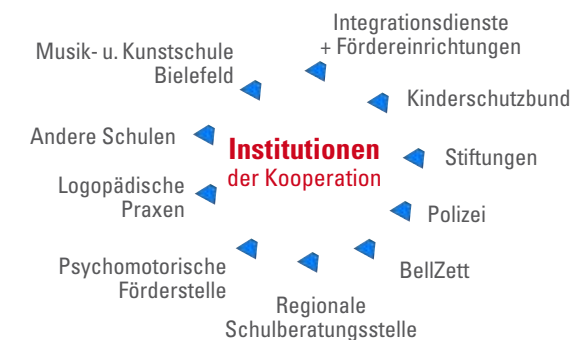 Integrationsdienste
+ Fördereinrichtungen
Musik- u. Kunstschule
Bielefeld
Kinderschutzbund
Andere Schulen
Institutionen
der Kooperation
Stiftungen
Logopädische
Praxen
Polizei
Psychomotorische
Förderstelle
BellZett
Regionale
Schulberatungsstelle